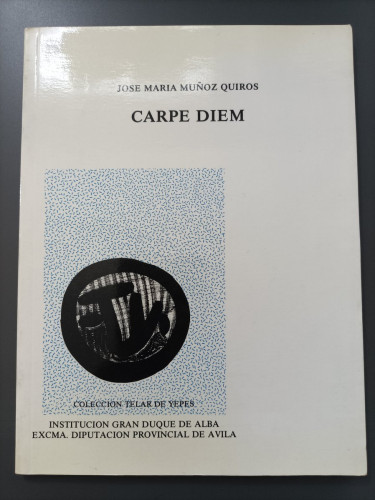 JOSE MARIA MUÑOZ QUIROS
CARPE DIEM
COLECCION TELAR DE YEPES
INSTITUCION GRAN DUQUE DE ALBA
EXCMA. DIPUTACION PROVINCIAL DE AVILA